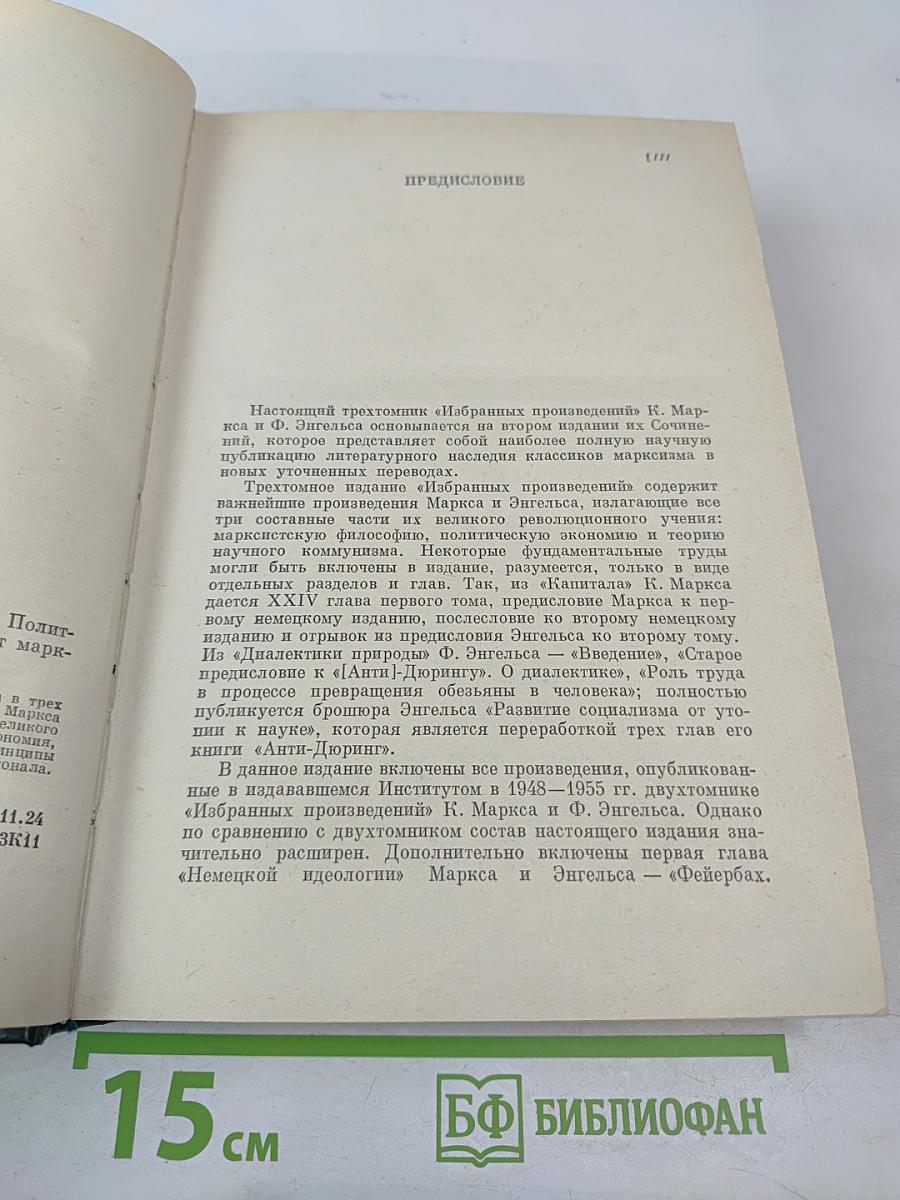 Полит-
марк-
в трех
Маркса
еликого
ономия,
инципы
онала.
11.24
3К11
ПРЕДИСЛОВИЕ
Настоящий трехтомник «Избранных произведений» К. Мар-
кса и Ф. Энгельса основывается на втором издании их Сочине-
ний, которое представляет собой наиболее полную научную
публикацию литературного наследия классиков марксизма в
новых уточненных переводах.
Трехтомное издание «Избранных произведений» содержит
важнейшие произведения Маркса и Энгельса, излагающие все
три составные части их великого революционного учения:
марксистскую философию, политическую экономию и теорию
научного коммунизма. Некоторые фундаментальные труды
могли быть включены в издание, разумеется, только в виде
отдельных разделов и глав. Так, из «Капитала» К. Маркса
дается XXIV глава первого тома, предисловие Маркса к пер-
вому немецкому изданию, послесловие ко второму немецкому
изданию и отрывок из предисловия Энгельса ко второму тому.
Из «Диалектики природы» Ф. Энгельса — «Введение», «Старое
предисловие к «[Анти]-Дюрингу». О диалектике», «Роль труда
в процессе превращения обезьяны в человека»; полностью
публикуется брошюра Энгельса «Развитие социализма от уто-
пии к науке», которая является переработкой трех глав его
книги «Анти-Дюринг».
В данное издание включены все произведения, опубликован-
ные в издававшемся Институтом в 1948—1955 гг. двухтомнике
«Избранных произведений» К. Маркса и Ф. Энгельса. Однако
по сравнению с двухтомником состав настоящего издания зна-
чительно расширен. Дополнительно включены первая глава
«Немецкой идеологии» Маркса и Энгельса — «Фейербах.
15 см
БФ БИБЛИОФАН